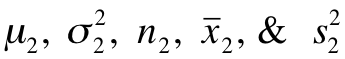 μ₂, σ₂², n₂, x̄₂, & s₂²